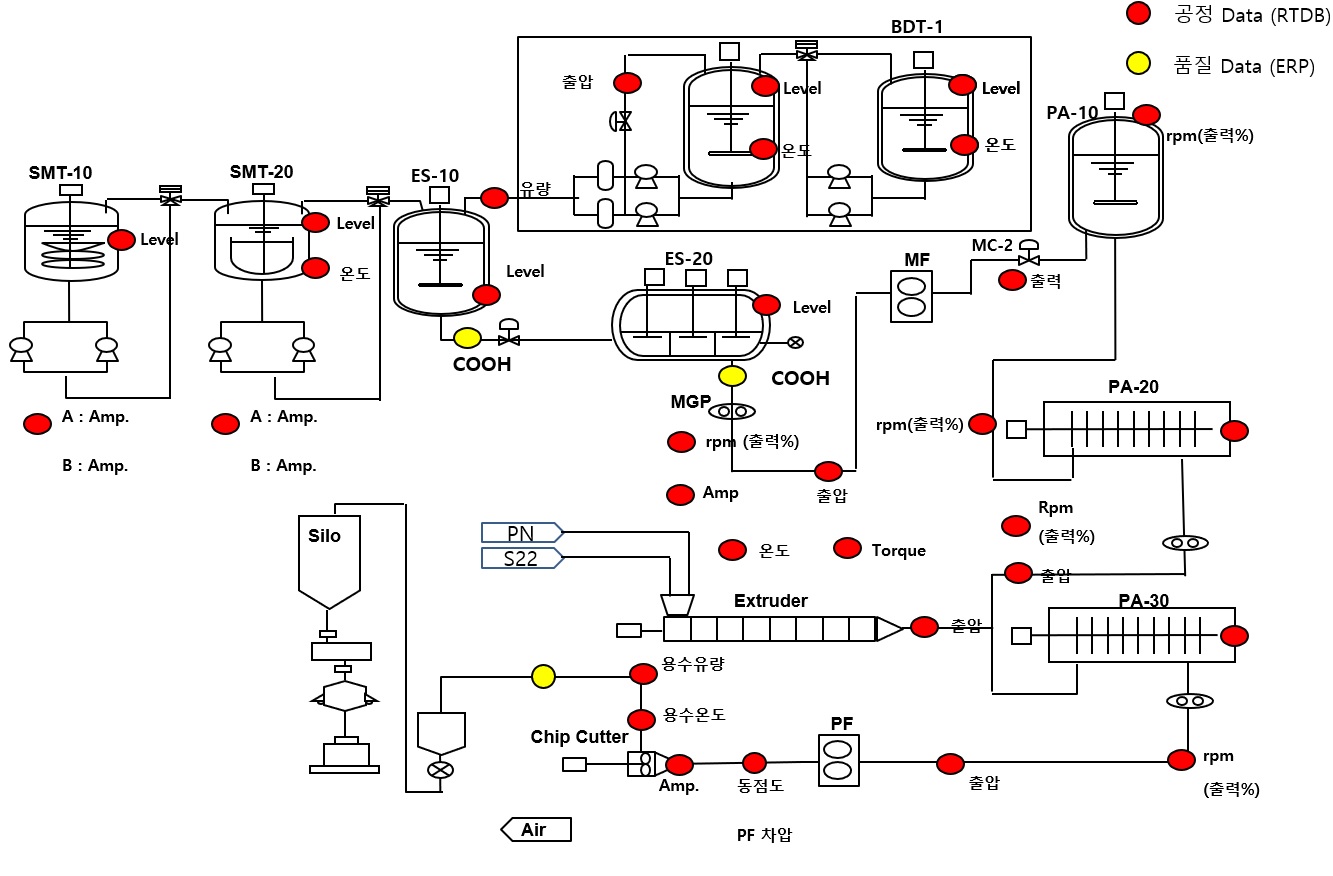 공정 Data (RTDB)
품질 Data (ERP)
BDT-1
출압
Level
Level
온도
온도
PA-10
rpm(출력%)
SMT-10
SMT-20
ES-10
유량
Level
Level
온도
Level
ES-20
Level
MF
MC-2
출력
COOH
COOH
MGP
rpm (출력%)
Amp
출압
A : Amp.
B : Amp.
A : Amp.
B : Amp.
PA-20
rpm(출력%)
Rpm
(출력%)
출압
Silo
PN
S22
온도
Torque
Extruder
출압
PA-30
용수유량
용수온도
Chip Cutter
Amp.
동점도
PF
출압
rpm
(출력%)
Air
PF 차압